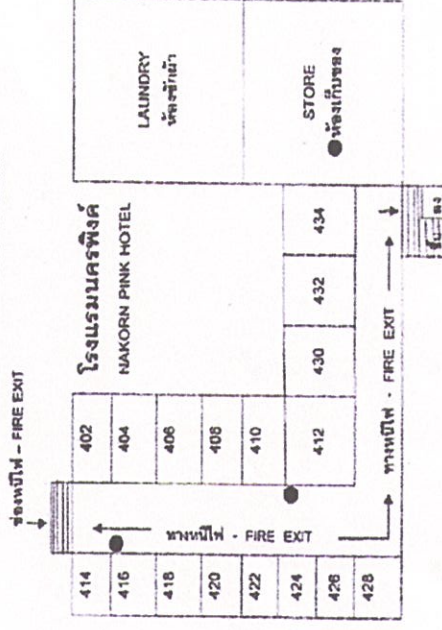 ช่องหนีไฟ – FIRE EXIT
โรงแรมนครพิงค์
NAKORN PINK HOTEL
LAUNDRY
ห้องซักผ้า
STORE
ห้องเก็บของ
402
404
406
408
410
412
430
432
434
414
416
418
420
422
424
426
428
ทางหนีไฟ - FIRE EXIT
ทางหนีไฟ - FIRE EXIT
ขึ้น
ลง